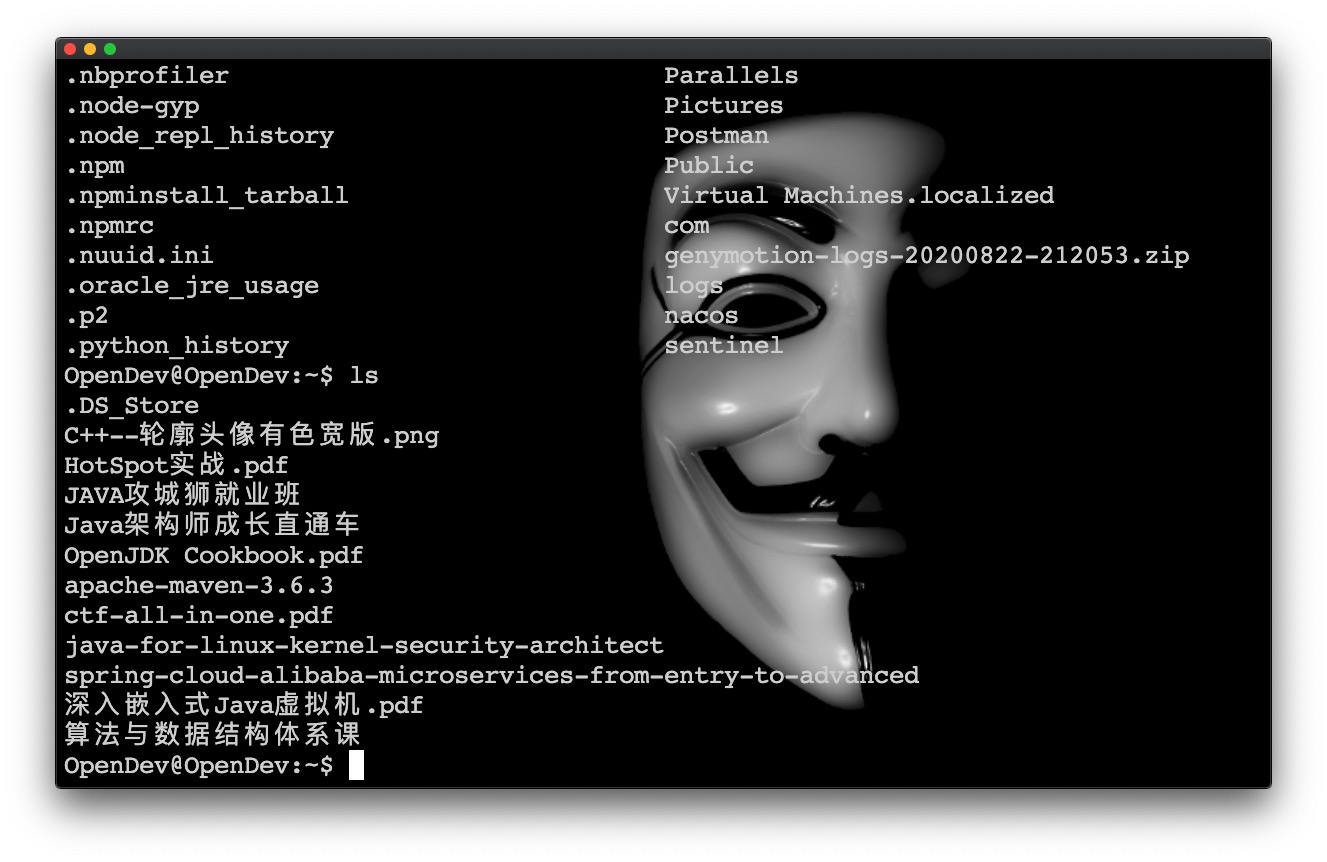 .nbprofiler Parallels
.node-gyp Pictures
.node_repl_history Postman
.npm Public
.npminstall_tarball Virtual Machines.localized
.npmrc com
.nuuid.ini genymotion-logs-20200822-212053.zip
.oracle_jre_usage logs
.p2 nacos
.python_history sentinel
OpenDev@OpenDev:~$ ls
.DS_Store
C++--轮廓头像有色宽版.png
HotSpot实战.pdf
JAVA攻城狮就业班
Java架构师成长直通车
OpenJDK Cookbook.pdf
apache-maven-3.6.3
ctf-all-in-one.pdf
java-for-linux-kernel-security-architect
spring-cloud-alibaba-microservices-from-entry-to-advanced
深入嵌入式Java虚拟机.pdf
算法与数据结构体系课
OpenDev@OpenDev:~$